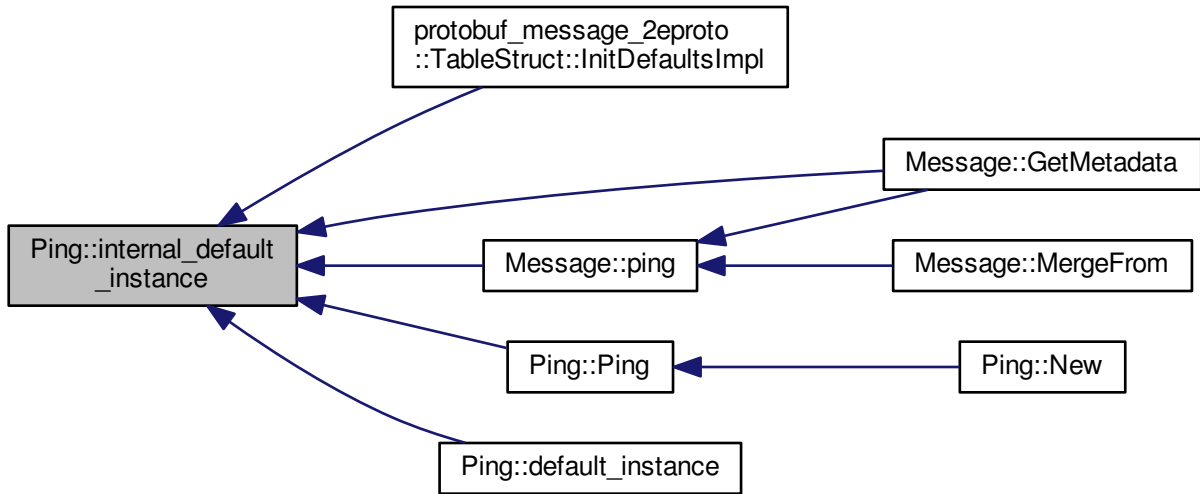 protobuf_message_2eproto
::TableStruct::InitDefaultsImpl
Message::GetMetadata
Ping::internal_default
_instance
Message::ping
Message::MergeFrom
Ping::Ping
Ping::New
Ping::default_instance